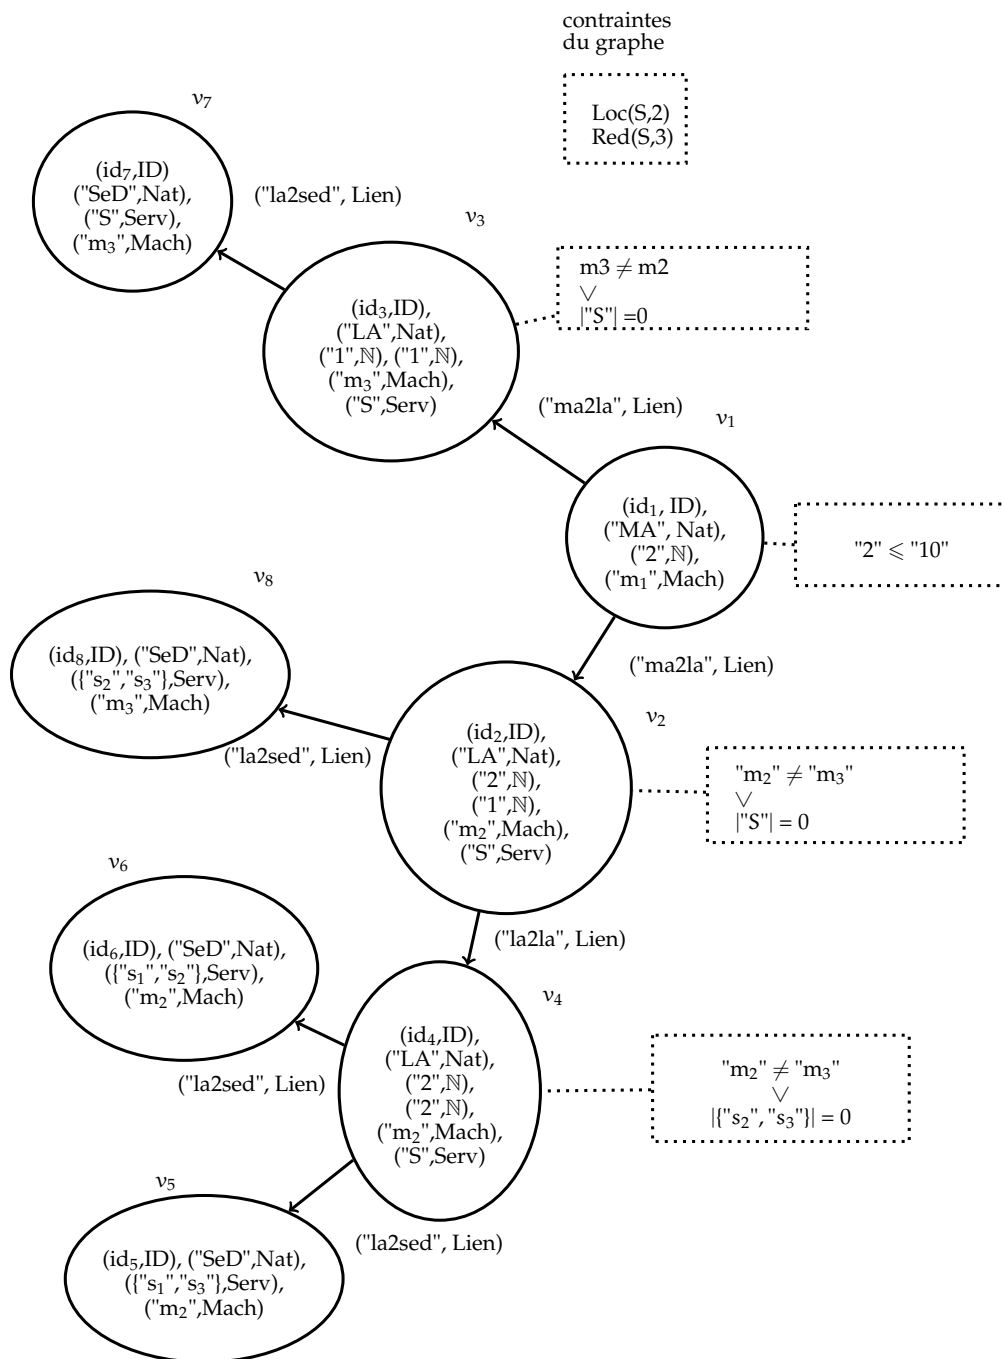 contraintes
du graphe
Loc(S,2)
Red(S,3)
v7
(id7,ID)
("SeD",Nat),
("S",Serv),
("m3",Mach)
("la2sed", Lien)
v3
(id3,ID),
("LA",Nat),
("1",ℕ), ("1",ℕ),
("m3",Mach),
("S",Serv)
m3 ≠ m2
∨
|"S"| =0
("ma2la", Lien)
v1
(id1, ID),
("MA", Nat),
("2",ℕ),
("m1",Mach)
"2" ⩽ "10"
v8
(id8,ID), ("SeD",Nat),
({"s2","s3"},Serv),
("m3",Mach)
("ma2la", Lien)
v2
(id2,ID),
("LA",Nat),
("2",ℕ),
("1",ℕ),
("m2",Mach),
("S",Serv)
("la2sed", Lien)
"m2" ≠ "m3"
∨
|"S"| = 0
v6
(id6,ID), ("SeD",Nat),
({"s1","s2"},Serv),
("m2",Mach)
("la2la", Lien)
v4
(id4,ID),
("LA",Nat),
("2",ℕ),
("2",ℕ),
("m2",Mach),
("S",Serv)
("la2sed", Lien)
"m2" ≠ "m3"
∨
|{"s2", "s3"}| = 0
v5
(id5,ID), ("SeD",Nat),
({"s1","s3"},Serv),
("m2",Mach)
("la2sed", Lien)